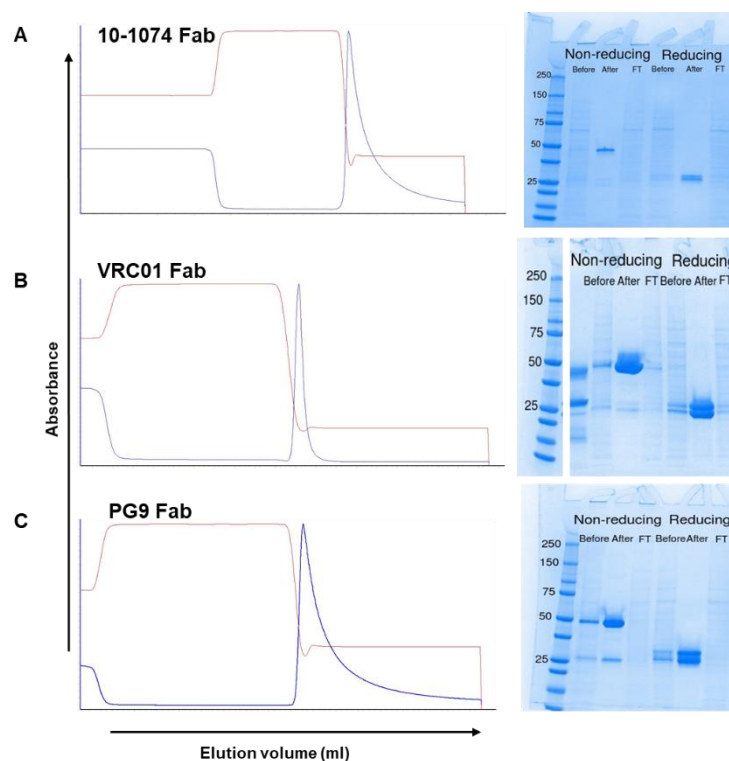 A
10-1074 Fab
Non-reducing Reducing
Before After FT Before After FT
250
150
75
50
25
B
VRC01 Fab
Non-reducing Reducing
Before After FT Before After FT
250
150
75
50
25
C
PG9 Fab
Non-reducing Reducing
Before After FT Before After FT
250
150
75
50
25
Absorbance
Elution volume (ml)